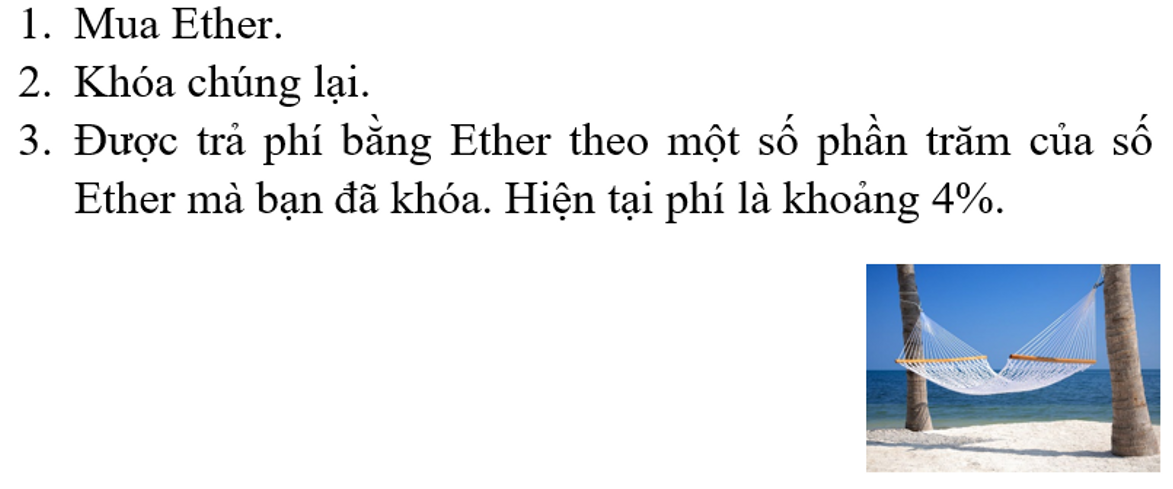 1. Mua Ether.
2. Khóa chúng lại.
3. Được trả phí bằng Ether theo một số phần trăm của số
Ether mà bạn đã khóa. Hiện tại phí là khoảng 4%.